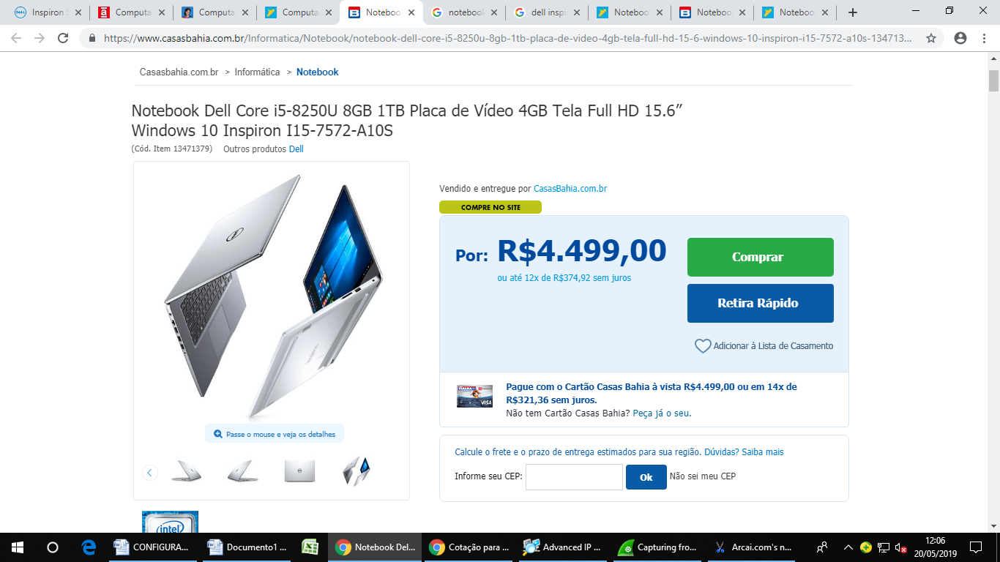 Inspiron S
Computa
Computa
Computa
Noteboo
notebook
dell inspi
Noteboo
Noteboo
Noteboo
https://www.casasbahia.com.br/Informatica/Notebook/notebook-dell-core-i5-8250u-8gb-1tb-placa-de-video-4gb-tela-full-hd-15-6-windows-10-inspiron-i15-7572-a10s-134713...
Casasbahia.com.br > Informática > Notebook
Notebook Dell Core i5-8250U 8GB 1TB Placa de Vídeo 4GB Tela Full HD 15.6”
Windows 10 Inspiron I15-7572-A10S
(Cód. Item 13471379) Outros produtos Dell
Vendido e entregue por CasasBahia.com.br
COMPRE NO SITE
Por: R$4.499,00
ou até 12x de R$374,92 sem juros
Comprar
Retira Rápido
Adicionar à Lista de Casamento
Pague com o Cartão Casas Bahia à vista R$4.499,00 ou em 14x de
R$321,36 sem juros.
Não tem Cartão Casas Bahia? Peça já o seu.
VISA
Passe o mouse e veja os detalhes
Calcule o frete e o prazo de entrega estimados para sua região. Dúvidas? Saiba mais
Informe seu CEP: Ok Não sei meu CEP
intel
CONFIGURA...
Documento1 ...
Notebook Del...
Cotação para ...
Advanced IP ...
Capturing fro...
Arcai.com's n...
12:06
20/05/2019